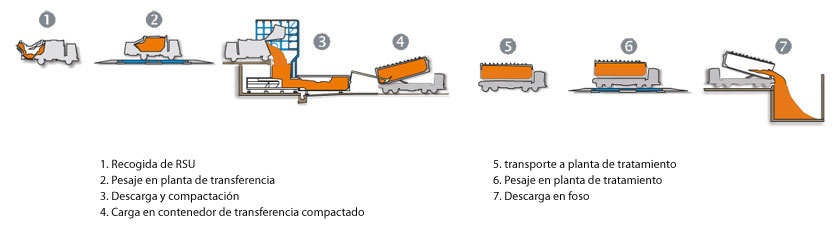 1
2
3
4
5
6
7
1. Recogida de RSU
2. Pesaje en planta de transferencia
3. Descarga y compactación
4. Carga en contenedor de transferencia compactado
5. transporte a planta de tratamiento
6. Pesaje en planta de tratamiento
7. Descarga en foso